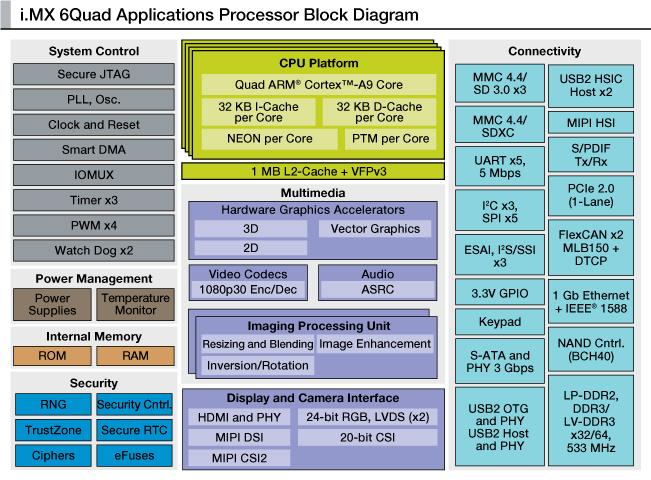 i.MX 6Quad Applications Processor Block Diagram
System Control
Secure JTAG
PLL, Osc.
Clock and Reset
Smart DMA
IOMUX
Timer x3
PWM x4
Watch Dog x2
Power Management
Power
Supplies
Temperature
Monitor
Internal Memory
ROM
RAM
Security
RNG
Security Cntrl.
TrustZone
Secure RTC
Ciphers
eFuses
CPU Platform
Quad ARM® Cortex™-A9 Core
32 KB I-Cache
per Core
32 KB D-Cache
per Core
NEON per Core
PTM per Core
1 MB L2-Cache + VFPv3
Multimedia
Hardware Graphics Accelerators
3D
Vector Graphics
2D
Video Codecs
1080p30 Enc/Dec
Audio
ASRC
Imaging Processing Unit
Resizing and Blending
Image Enhancement
Inversion/Rotation
Display and Camera Interface
HDMI and PHY
24-bit RGB, LVDS (x2)
MIPI DSI
20-bit CSI
MIPI CSI2
Connectivity
MMC 4.4/
SD 3.0 x3
MMC 4.4/
SDXC
UART x5,
5 Mbps
I²C x3,
SPI x5
ESAI, I²S/SSI
x3
3.3V GPIO
Keypad
S-ATA and
PHY 3 Gbps
USB2 OTG
and PHY
USB2 Host
and PHY
USB2 HSIC
Host x2
MIPI HSI
S/PDIF
Tx/Rx
PCIe 2.0
(1-Lane)
FlexCAN x2
MLB150 +
DTCP
1 Gb Ethernet
+ IEEE® 1588
NAND Cntrl.
(BCH40)
LP-DDR2,
DDR3/
LV-DDR3
x32/64,
533 MHz